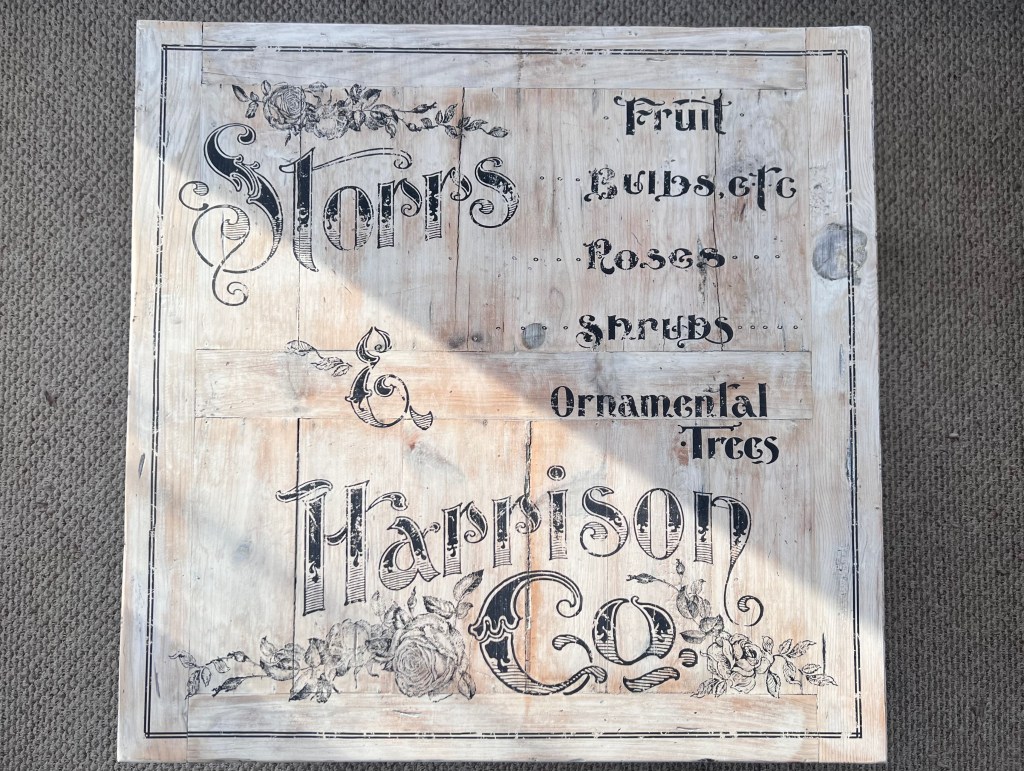 Storrs
&
Harrison
Co.
Fruit
Bulbs, etc
Roses
Shrubs
Ornamental
Trees